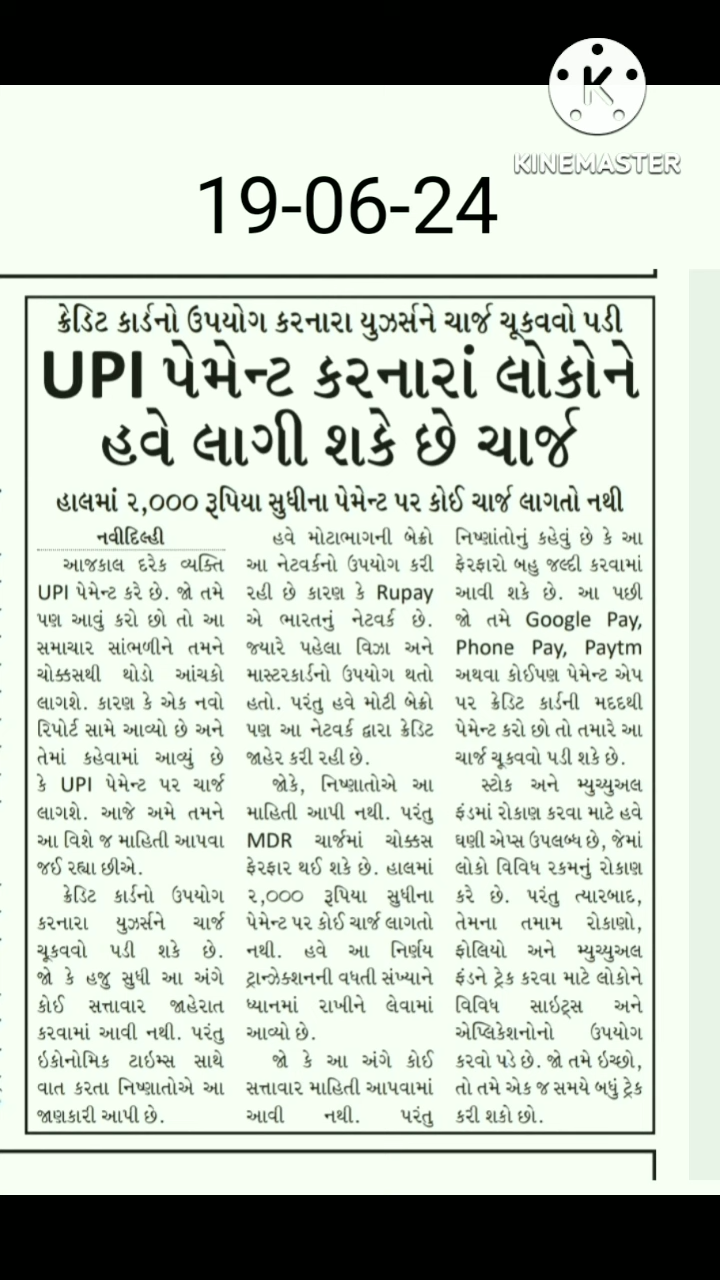 KINEMASTER
19-06-24
ક્રેડિટ કાર્ડનો ઉપયોગ કરનારા યુઝર્સને ચાર્જ ચૂકવવો પડી
UPI પેમેન્ટ કરનારાં લોકોને
હવે લાગી શકે છે ચાર્જ
હાલમાં ૨,૦૦૦ રૂપિયા સુધીના પેમેન્ટ પર કોઈ ચાર્જ લાગતો નથી
નવીદિલ્હી
આજકાલ દરેક વ્યક્તિ
UPI પેમેન્ટ કરે છે. જો તમે
પણ આવું કરો છો તો આ
સમાચાર સાંભળીને તમને
ચોક્કસથી થોડો આંચકો
લાગશે. કારણ કે એક નવો
રિપોર્ટ સામે આવ્યો છે અને
તેમાં કહેવામાં આવ્યું છે
કે UPI પેમેન્ટ પર ચાર્જ
લાગશે. આજે અમે તમને
આ વિશે જ માહિતી આપવા
જઈ રહ્યા છીએ.
ક્રેડિટ કાર્ડનો ઉપયોગ
કરનારા યુઝર્સને ચાર્જ
ચૂકવવો પડી શકે છે.
જો કે હજુ સુધી આ અંગે
કોઈ સત્તાવાર જાહેરાત
કરવામાં આવી નથી. પરંતુ
ઇકોનોમિક ટાઇમ્સ સાથે
વાત કરતા નિષ્ણાતોએ આ
જાણકારી આપી છે.
હવે મોટાભાગની બેંકો
આ નેટવર્કનો ઉપયોગ કરી
રહી છે કારણ કે Rupay
એ ભારતનું નેટવર્ક છે.
જ્યારે પહેલા વિઝા અને
માસ્ટરકાર્ડનો ઉપયોગ થતો
હતો. પરંતુ હવે મોટી બેંકો
પણ આ નેટવર્ક દ્વારા ક્રેડિટ
જાહેર કરી રહી છે.
જોકે, નિષ્ણાતોએ આ
માહિતી આપી નથી. પરંતુ
MDR ચાર્જમાં ચોક્કસ
ફેરફાર થઈ શકે છે. હાલમાં
૨,૦૦૦ રૂપિયા સુધીના
પેમેન્ટ પર કોઈ ચાર્જ લાગતો
નથી. હવે આ નિર્ણય
ટ્રાન્ઝેક્શનની વધતી સંખ્યાને
ધ્યાનમાં રાખીને લેવામાં
આવ્યો છે.
જો કે આ અંગે કોઈ
સત્તાવાર માહિતી આપવામાં
આવી નથી. પરંતુ
નિષ્ણાંતોનું કહેવું છે કે આ
ફેરફારો બહુ જલ્દી કરવામાં
આવી શકે છે. આ પછી
જો તમે Google Pay,
Phone Pay, Paytm
અથવા કોઈપણ પેમેન્ટ એપ
પર ક્રેડિટ કાર્ડની મદદથી
પેમેન્ટ કરો છો તો તમારે આ
ચાર્જ ચૂકવવો પડી શકે છે.
સ્ટોક અને મ્યુચ્યુઅલ
ફંડમાં રોકાણ કરવા માટે હવે
ઘણી એપ્સ ઉપલબ્ધ છે, જેમાં
લોકો વિવિધ રકમનું રોકાણ
કરે છે. પરંતુ ત્યારબાદ,
તેમના તમામ રોકાણો,
ફોલિયો અને મ્યુચ્યુઅલ
ફંડને ટ્રેક કરવા માટે લોકોને
વિવિધ સાઇટ્સ અને
એપ્લિકેશનોનો ઉપયોગ
કરવો પડે છે. જો તમે ઇચ્છો,
તો તમે એક જ સમયે બધું ટ્રેક
કરી શકો છો.